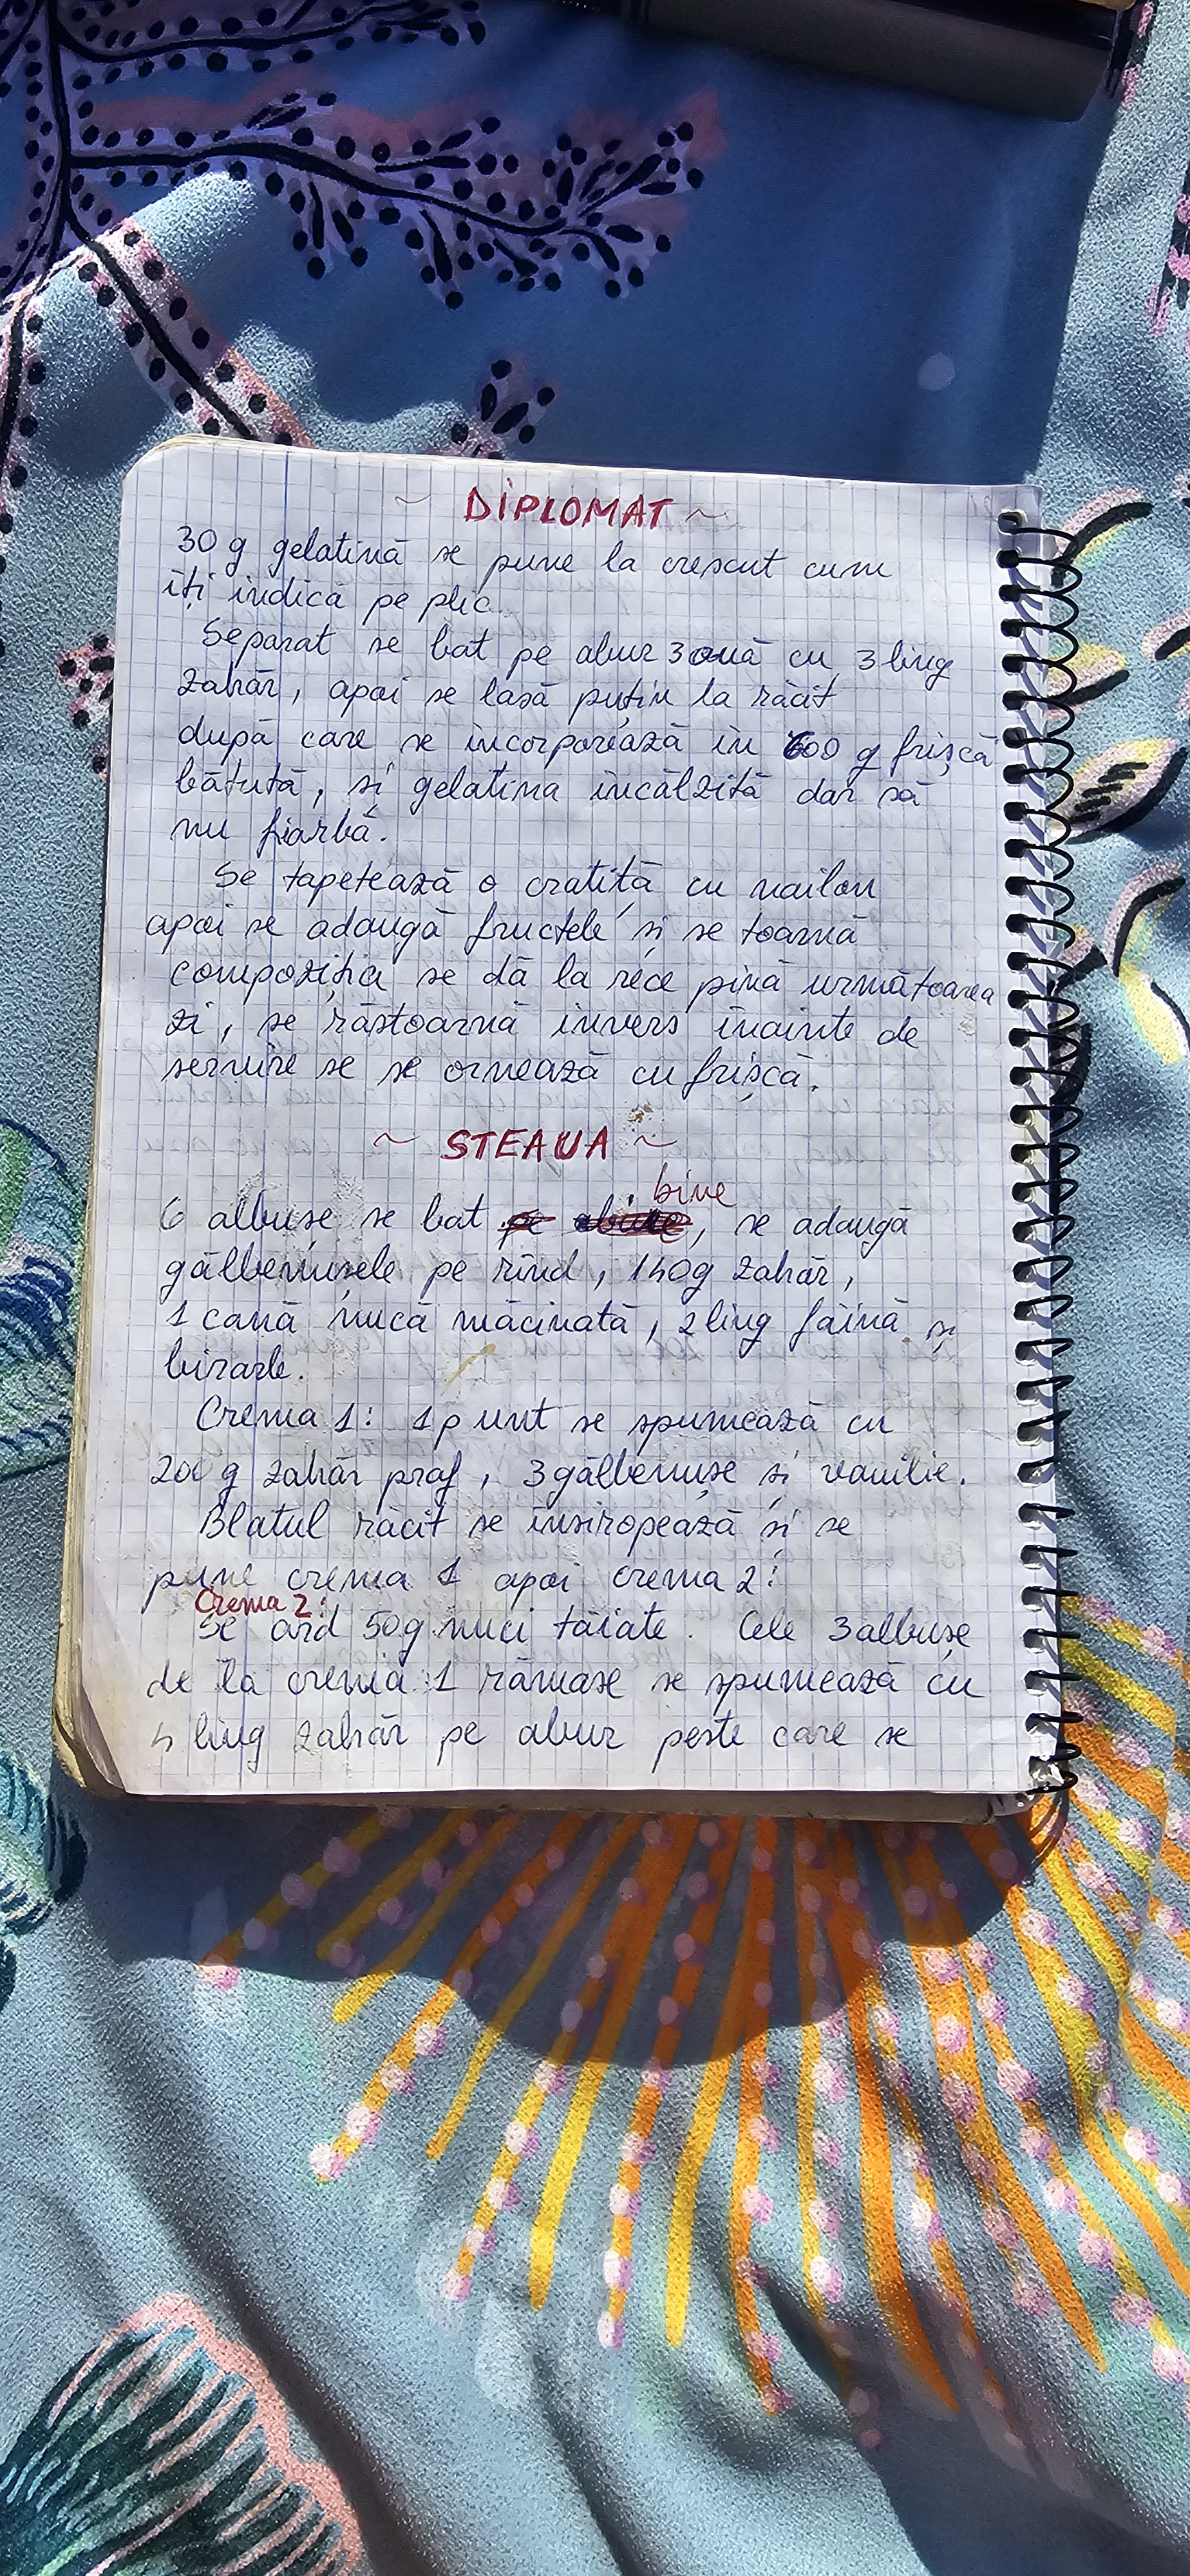 ~ DIPLOMAT ~
30 g gelatină se pune la crescut cum
îți indică pe plic.
Separat se bat pe abur 3 ouă cu 3 ling
zahăr, apoi se lasă puțin la răcit
după care se încorporează în 600 g frișcă
bătută, și gelatina încălzită dar să
nu fiarbă.
Se tapetează o cratiță cu nailon
apoi se adaugă fructele și se toarnă
compoziția se dă la rece pînă următoarea
zi, se răstoarnă invers înainte de
servire se se ornează cu frișcă.
~ STEAUA ~
bine
6 albușe se bat pe, se adaugă
gălbenușele pe rînd, 140g zahăr,
1 cană nucă măcinată, 2 ling făină și
bizarle.
Crema 1: 1p unt se spumează cu
200 g zahăr praf, 3 gălbenușe și vanilie.
Blatul răcit se însiropează și se
pune crema 1 apoi crema 2:
Crema 2:
Se ard 50g nuci tăiate. Cele 3 albușe
de la crema 1 rămase se spumează cu
4 ling zahăr pe abur peste care se